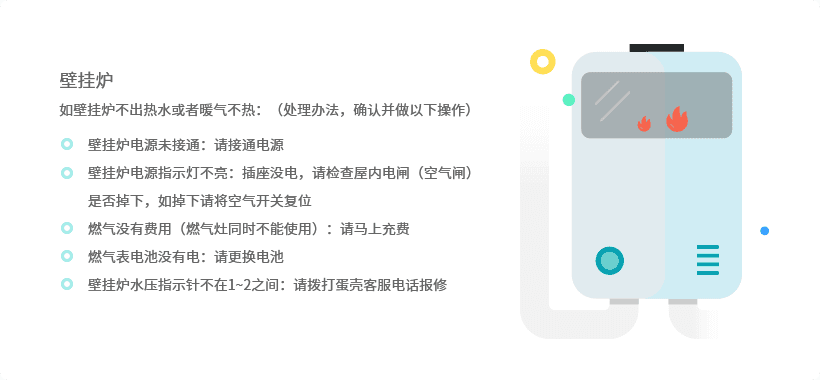 壁挂炉
如壁挂炉不出热水或者暖气不热：（处理办法，确认并做以下操作）
壁挂炉电源未接通：请接通电源
壁挂炉电源指示灯不亮：插座没电，请检查屋内电闸（空气闸）
是否掉下，如掉下请将空气开关复位
燃气没有费用（燃气灶同时不能使用）：请马上充费
燃气表电池没有电：请更换电池
壁挂炉水压指示针不在1~2之间：请拨打蛋壳客服电话报修